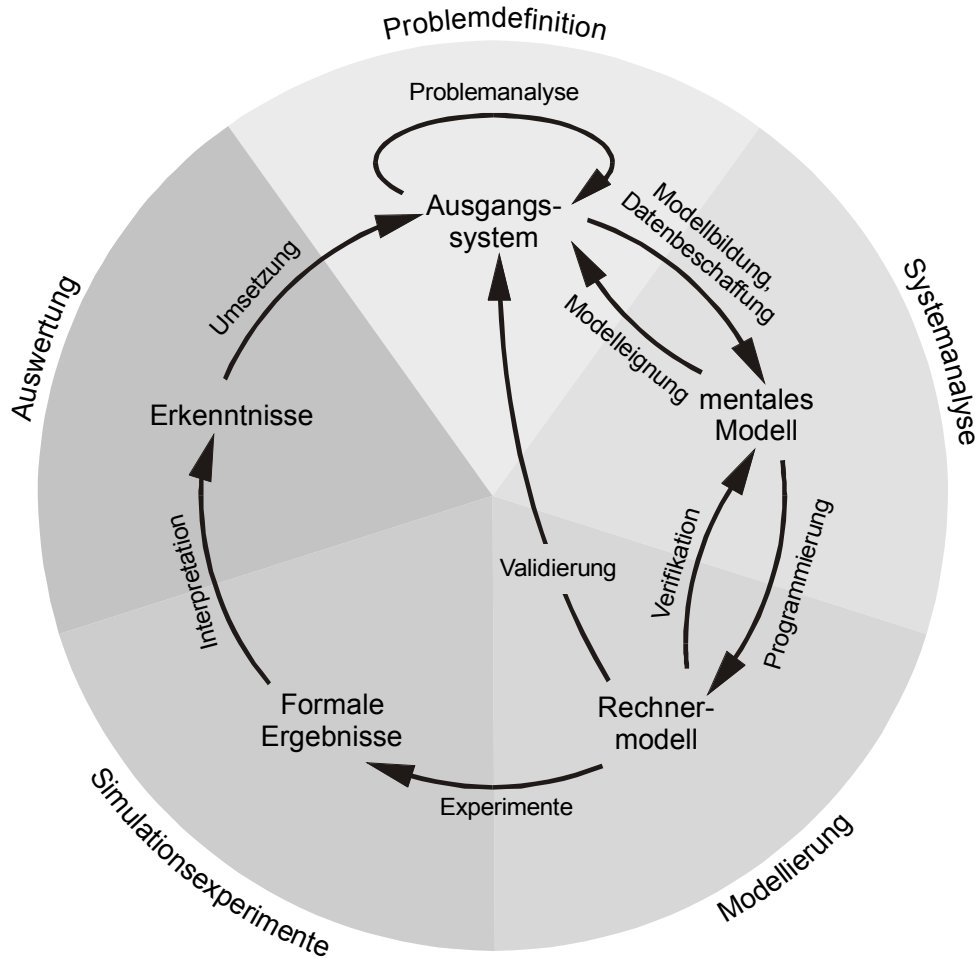 Problemdefinition
Problemanalyse
Ausgangs-
system
Modellbildung,
Datenbeschaffung
Modelleignung
Systemanalyse
mentales
Modell
Programmierung
Verifikation
Validierung
Rechner-
modell
Modellierung
Experimente
Formale
Ergebnisse
Simulationsexperimente
Interpretation
Erkenntnisse
Umsetzung
Auswertung